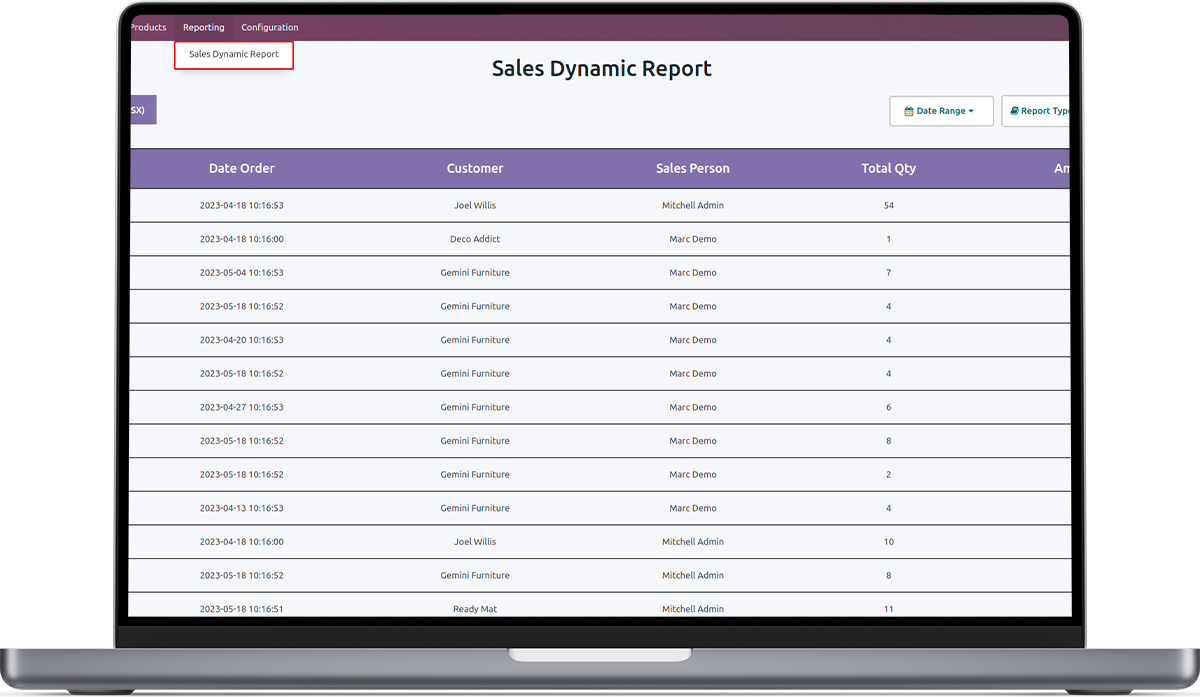 Products Reporting Configuration
Sales Dynamic Report
Sales Dynamic Report
SX)
Date Range
Report Type
Date Order Customer Sales Person Total Qty Am
2023-04-18 10:16:53 Joel Willis Mitchell Admin 54
2023-04-18 10:16:00 Deco Addict Marc Demo 1
2023-05-04 10:16:53 Gemini Furniture Marc Demo 7
2023-05-18 10:16:52 Gemini Furniture Marc Demo 4
2023-04-20 10:16:53 Gemini Furniture Marc Demo 4
2023-05-18 10:16:52 Gemini Furniture Marc Demo 4
2023-04-27 10:16:53 Gemini Furniture Marc Demo 6
2023-05-18 10:16:52 Gemini Furniture Marc Demo 8
2023-05-18 10:16:52 Gemini Furniture Marc Demo 2
2023-04-13 10:16:53 Gemini Furniture Marc Demo 4
2023-04-18 10:16:00 Joel Willis Mitchell Admin 10
2023-05-18 10:16:52 Gemini Furniture Mitchell Admin 8
2023-05-18 10:16:51 Ready Mat Mitchell Admin 11